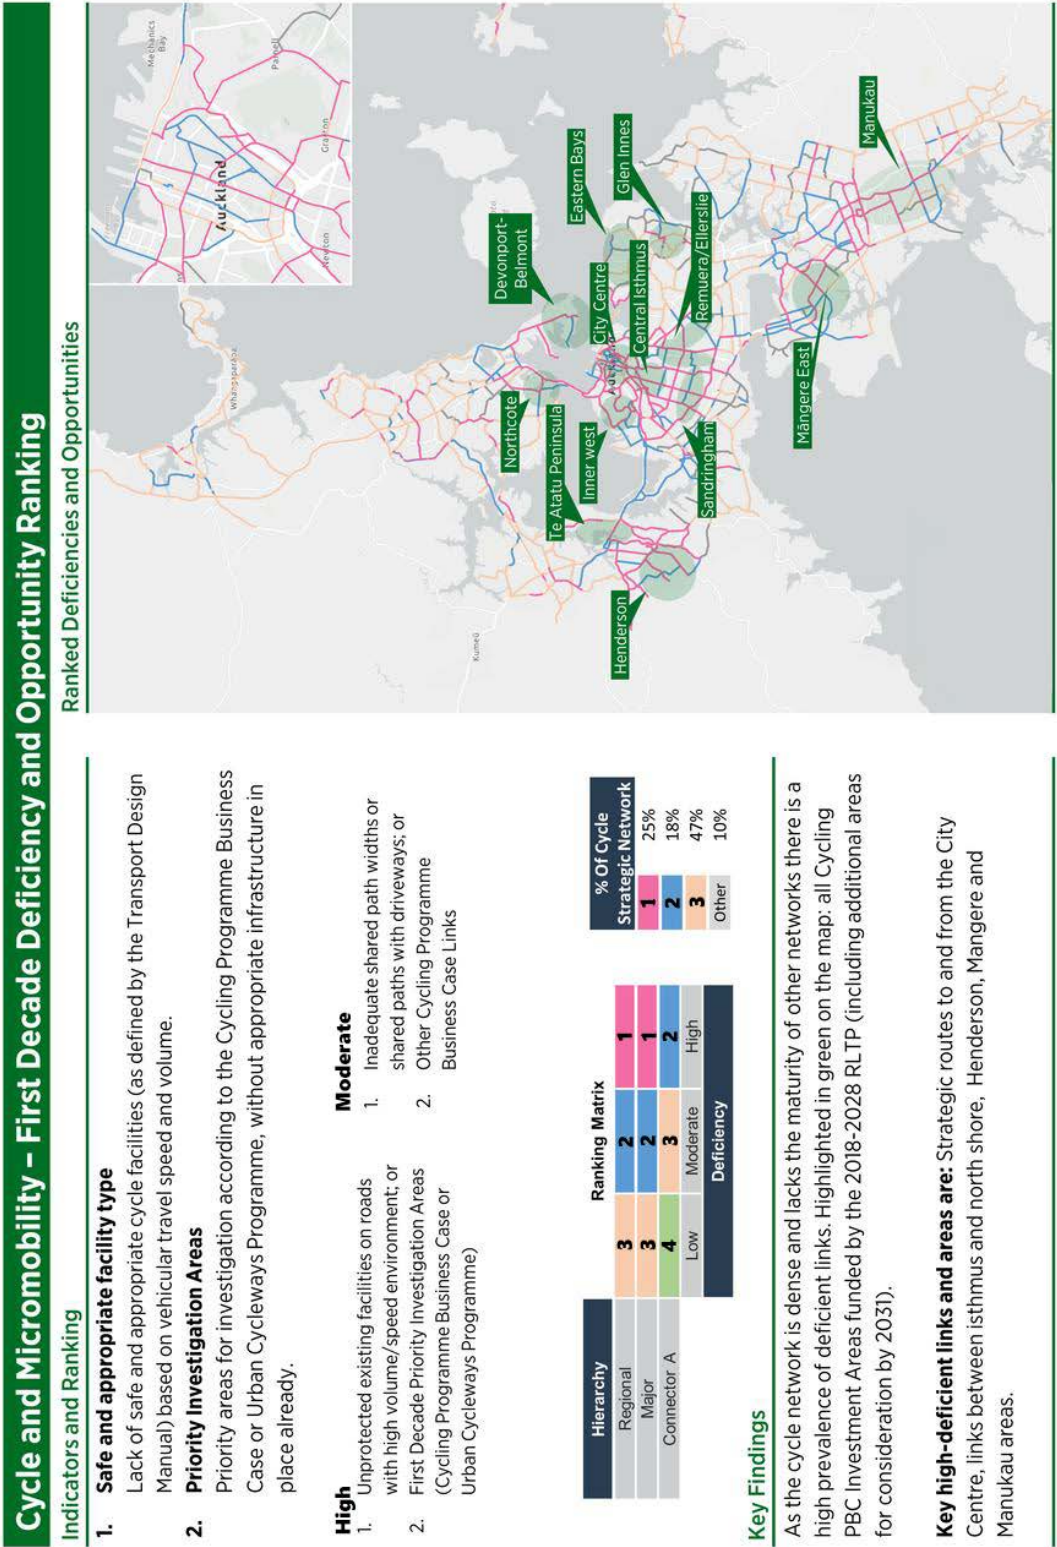 Cycle and Micromobility – First Decade Deficiency and Opportunity Ranking
Indicators and Ranking
1. Safe and appropriate facility type
Lack of safe and appropriate cycle facilities (as defined by the Transport Design
Manual) based on vehicular travel speed and volume.
2. Priority Investigation Areas
Priority areas for investigation according to the Cycling Programme Business
Case or Urban Cycleways Programme, without appropriate infrastructure in
place already.
High
1. Unprotected existing facilities on roads
with high volume/speed environment; or
2. First Decade Priority Investigation Areas
(Cycling Programme Business Case or
Urban Cycleways Programme)
Moderate
1. Inadequate shared path widths or
shared paths with driveways; or
2. Other Cycling Programme
Business Case Links
Ranking Matrix
Hierarchy
Regional 3 2 1
Major 3 2 1
Connector A 4 3 2
Low Moderate High
Deficiency
% Of Cycle
Strategic Network
1 25%
2 18%
3 47%
Other 10%
Key Findings
As the cycle network is dense and lacks the maturity of other networks there is a
high prevalence of deficient links. Highlighted in green on the map: all Cycling
PBC Investment Areas funded by the 2018-2028 RLTP (including additional areas
for consideration by 2031).
Key high-deficient links and areas are: Strategic routes to and from the City
Centre, links between isthmus and north shore, Henderson, Mangere and
Manukau areas.
Ranked Deficiencies and Opportunities
Mechanics
Bay
Parnell
Auckland
Grafton
Newton
Whangaparaoa
Kumeū
Devonport-
Belmont
Eastern Bays
Glen Innes
City Centre
Central Isthmus
Remuera/Ellerslie
Manukau
Northcote
Te Atatu Peninsula
Inner west
Sandringham
Māngere East
Henderson